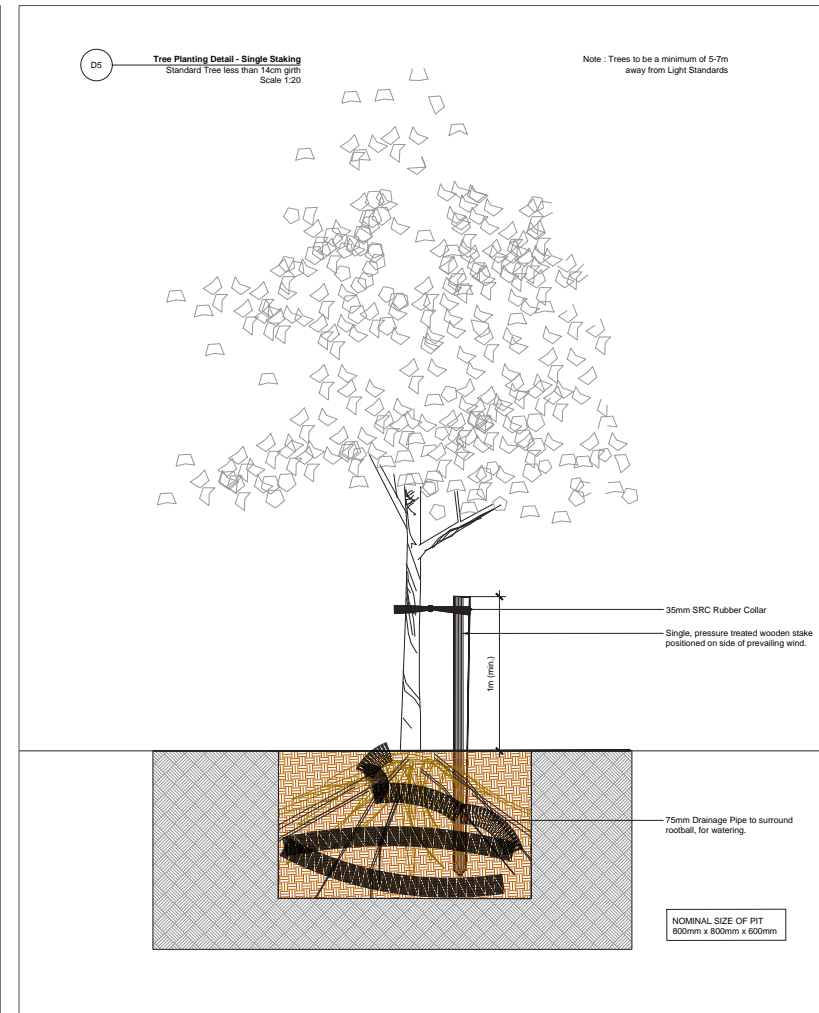 D5
Tree Planting Detail - Single Staking
Standard Tree less than 14cm girth
Scale 1:20
Note : Trees to be a minimum of 5-7m
away from Light Standards
35mm SRC Rubber Collar
Single, pressure treated wooden stake
positioned on side of prevailing wind.
1m (min.)
75mm Drainage Pipe to surround
rootball, for watering.
NOMINAL SIZE OF PIT
800mm x 800mm x 600mm